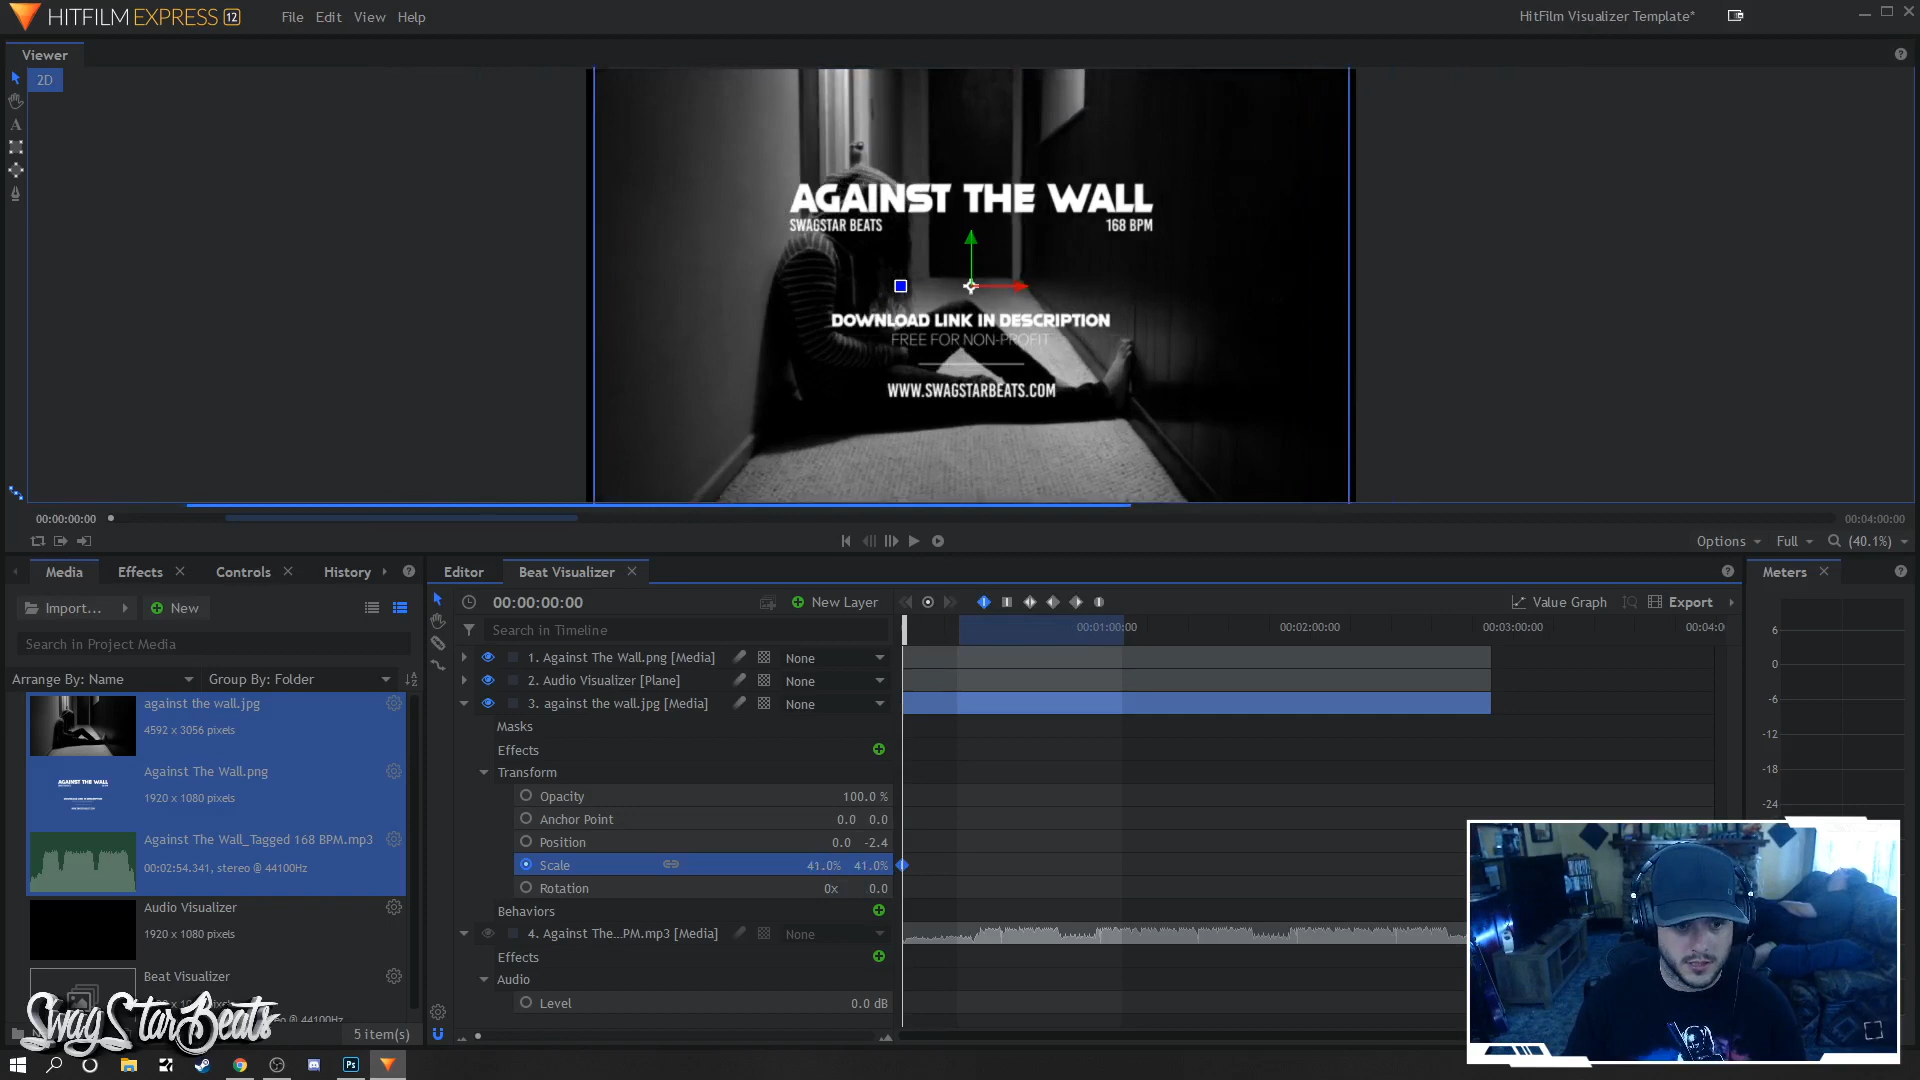 HITFILM EXPRESS 12
File Edit View Help
HitFilm Visualizer Template*
Viewer
2D
AGAINST THE WALL
SWAGSTAR BEATS 168 BPM
DOWNLOAD LINK IN DESCRIPTION
FREE FOR NON-PROFIT
WWW.SWAGSTARBEATS.COM
00:00:00:00
00:04:00:00
Options Full (40.1%)
Media Effects Controls History
Import... New
Search in Project Media
Arrange By: Name Group By: Folder
against the wall.jpg
4592 x 3056 pixels
Against The Wall.png
1920 x 1080 pixels
Against The Wall_Tagged 168 BPM.mp3
00:02:54.341, stereo @ 44100Hz
Audio Visualizer
1920 x 1080 pixels
Beat Visualizer
SwagStarBeats
5 item(s)
Editor Beat Visualizer
00:00:00:00
New Layer
Value Graph Export
Search in Timeline
00:01:00:00 00:02:00:00 00:03:00:00 00:04:0
1. Against The Wall.png [Media] None
2. Audio Visualizer [Plane] None
3. against the wall.jpg [Media] None
Masks
Effects
Transform
Opacity 100.0 %
Anchor Point 0.0 0.0
Position 0.0 -2.4
Scale 41.0% 41.0%
Rotation 0x 0.0
Behaviors
4. Against The...PM.mp3 [Media] None
Effects
Audio
Level 0.0 dB
Meters
6
0
-6
-12
-18
-24
Ps